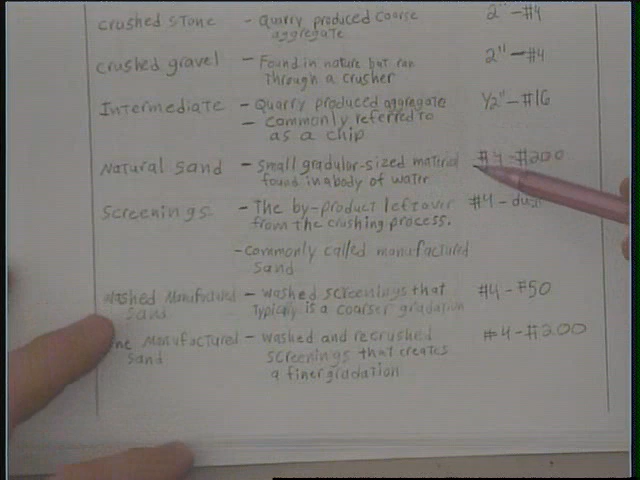 crushed stone - Quarry produced coarse aggregate 2" - #4
crushed gravel - Found in nature but ran through a crusher 2" - #4
Intermediate - Quarry produced aggregate 1/2" - #16
- commonly referred to as a chip
Natural sand - small gradulor-sized material found in a body of water #4 - #200
Screenings - The by-product leftover from the crushing process. #4 - dust
- commonly called manufactured sand
Washed Manufactured sand - washed screenings that typicaly is a coarser gradation #4 - #50
Manufactured sand - washed and recrushed screenings that creates a finer gradation #4 - #200